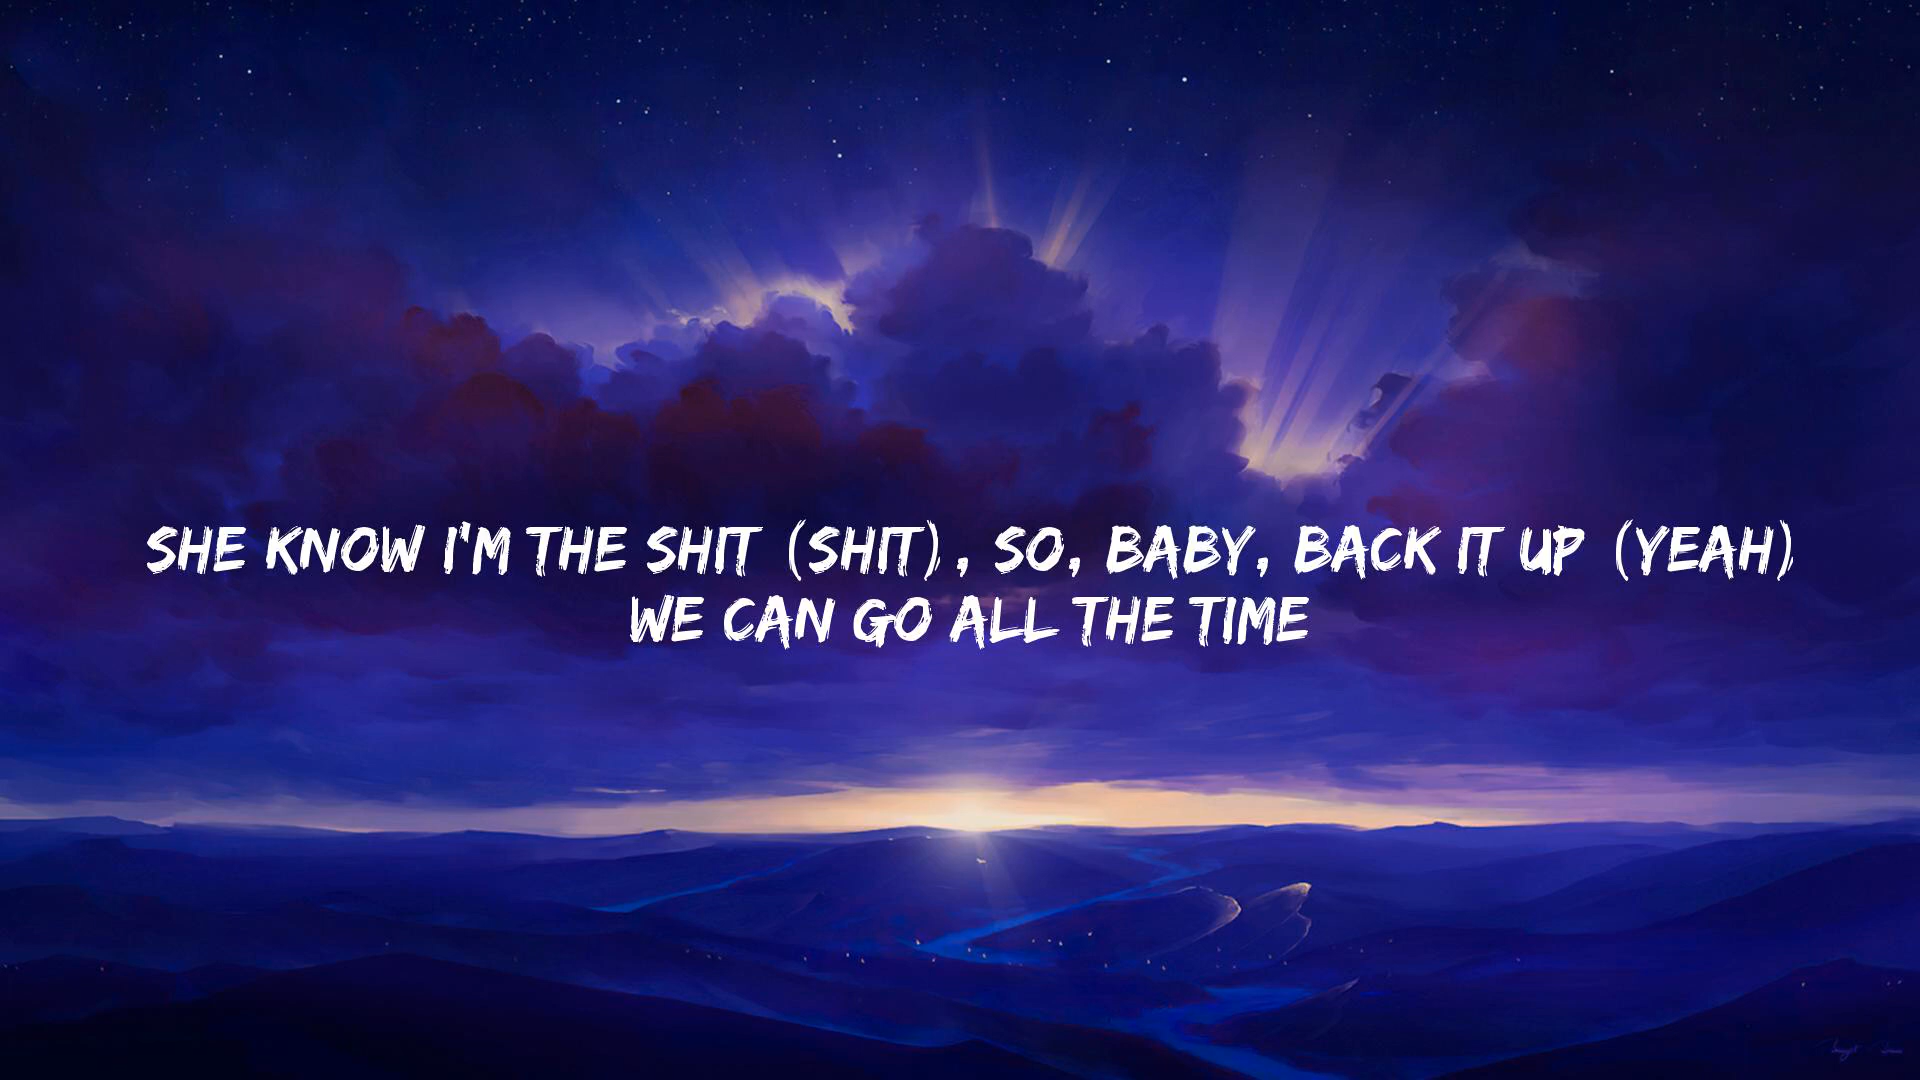 SHE KNOW I'M THE SHIT (SHIT), SO, BABY, BACK IT UP (YEAH)
WE CAN GO ALL THE TIME